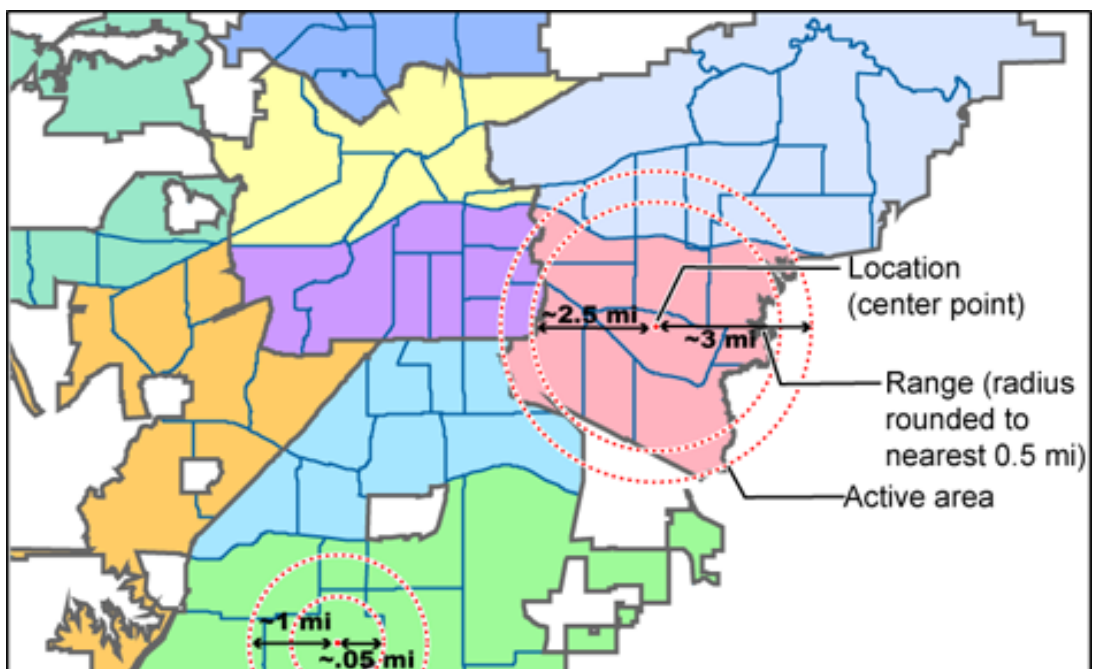 Location
(center point)
~2.5 mi
~3 mi
Range (radius
rounded to
nearest 0.5 mi)
Active area
~1 mi
~.05 mi